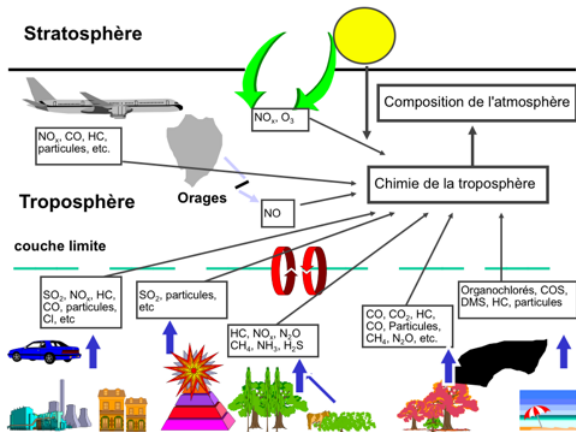 Stratosphère
NOₓ, O₃
Composition de l'atmosphère
NOₓ, CO, HC,
particules, etc.
Orages
Chimie de la troposphère
Troposphère
NO
couche limite
SO₂, NOₓ, HC,
CO, particules,
Cl, etc
SO₂, particules,
etc
HC, NOₓ, N₂O
CH₄, NH₃, H₂S
CO, CO₂, HC,
CO, Particules,
CH₄, N₂O, etc.
Organochlorés, COS,
DMS, HC, particules